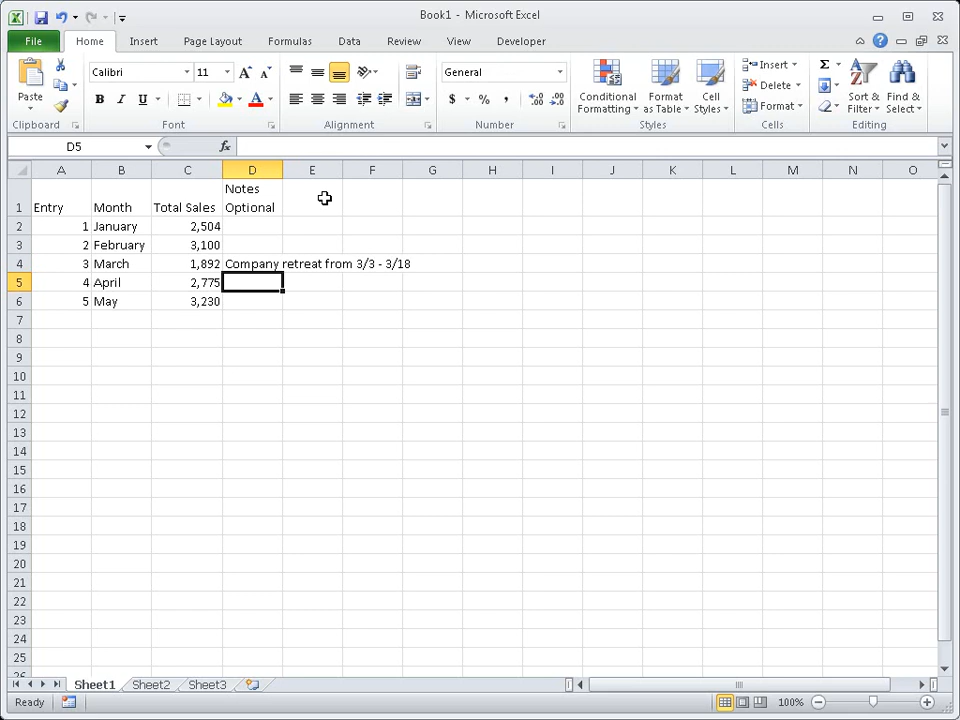 Book1 - Microsoft Excel
File Home Insert Page Layout Formulas Data Review View Developer
Paste
Calibri 11
B I U A
General
$ % ,
Conditional Formatting
Format as Table
Cell Styles
Insert
Delete
Format
Σ
Sort & Filter
Find & Select
Clipboard Font Alignment Number Styles Cells Editing
D5 fx
A B C D E F G H I J K L M N O
1 Entry Month Total Sales Notes
Optional
2 1 January 2,504
3 2 February 3,100
4 3 March 1,892 Company retreat from 3/3 - 3/18
5 4 April 2,775
6 5 May 3,230
7
8
9
10
11
12
13
14
15
16
17
18
19
20
21
22
23
24
25
26
Sheet1 Sheet2 Sheet3
Ready 100%